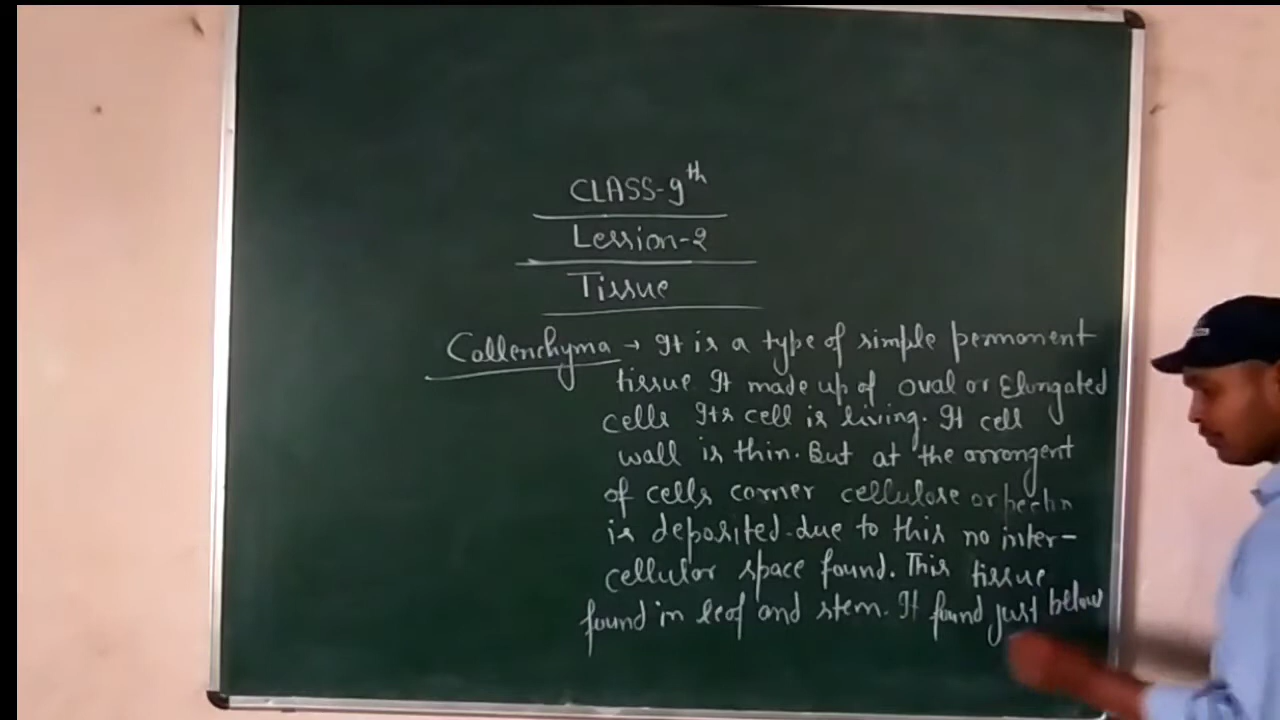 CLASS-9th
Lession-2
Tissue
Collenchyma → It is a type of simple permanent
tissue It made up of oval or Elongated
cells Its cell is living. It cell
wall is thin. But at the arrangent
of cells corner cellulose or pectin
is deposited due to this no inter-
cellular space found. This tissue
found in leaf and stem. It found just below